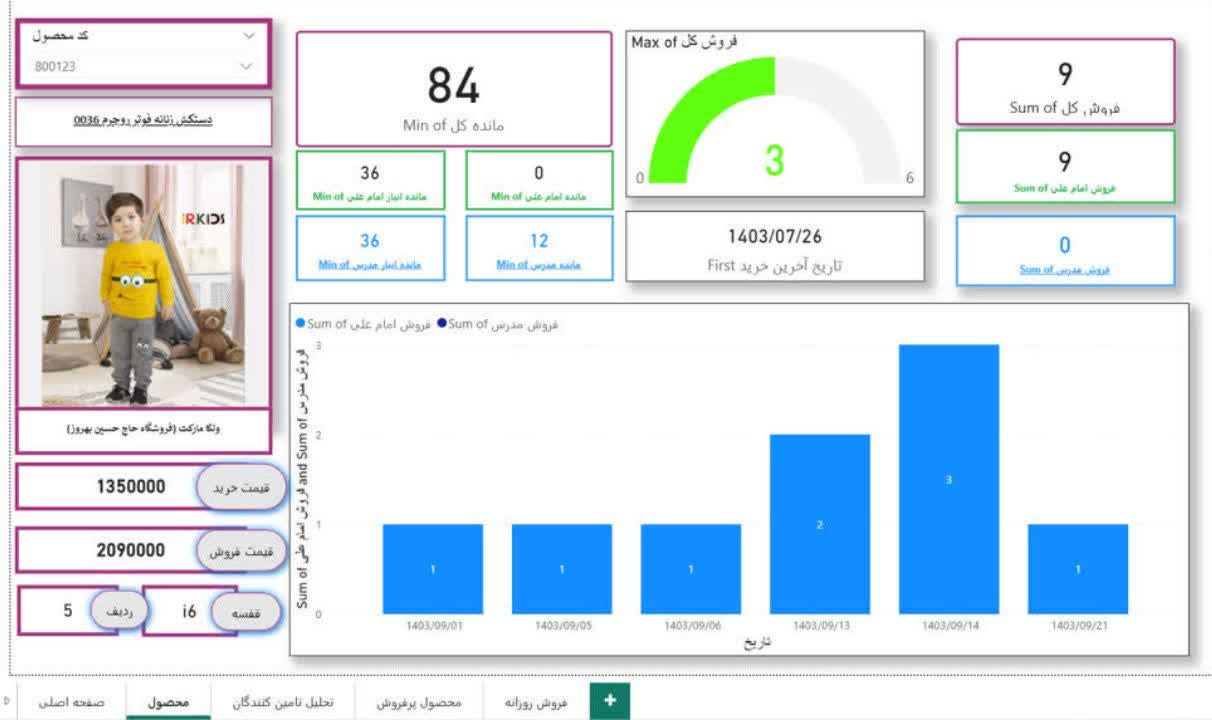 کد محصول
800123
دستکش زنانه فوتر روجرم 0036
IRKIDS
ونکا مارکت (فروشگاه حاج حسین بهروز)
قیمت خرید
1350000
قیمت فروش
2090000
قفسه
i6
ردیف
5
84
Min of مانده کل
36
Min of مانده انبار امام علی
0
Min of مانده امام علی
36
Min of مانده انبار مدرس
12
Min of مانده مدرس
Max of فروش کل
3
0
6
1403/07/26
First تاریخ آخرین خرید
9
Sum of فروش کل
9
Sum of فروش امام علی
0
Sum of فروش مدرس
Sum of فروش امام علی
Sum of فروش مدرس
Sum of فروش امام علی and Sum of فروش مدرس
3
2
1
0
1
1
1
2
3
1
1403/09/01
1403/09/05
1403/09/06
1403/09/13
1403/09/14
1403/09/21
تاریخ
صفحه اصلی
محصول
تحلیل تامین کنندگان
محصول پرفروش
فروش روزانه
+